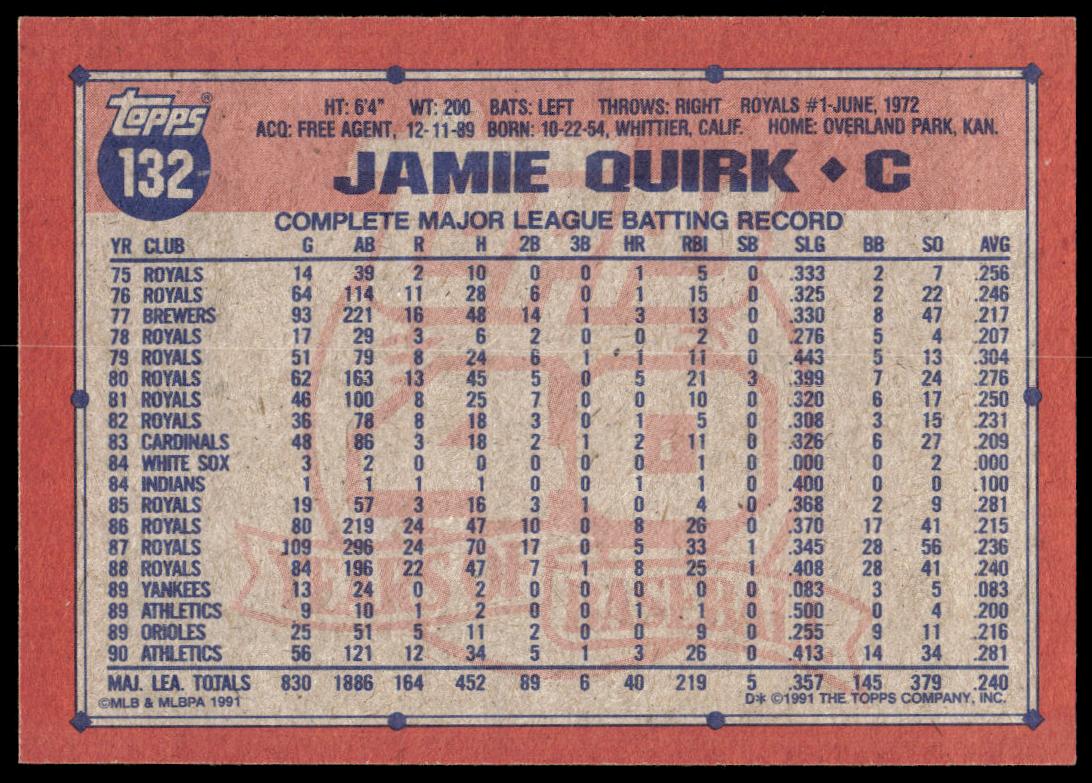 topps®
132
HT: 6'4" WT: 200 BATS: LEFT THROWS: RIGHT ROYALS #1-JUNE, 1972
ACQ: FREE AGENT, 12-11-89 BORN: 10-22-54, WHITTIER, CALIF. HOME: OVERLAND PARK, KAN.
JAMIE QUIRK ♦ C
COMPLETE MAJOR LEAGUE BATTING RECORD
YR CLUB G AB R H 2B 3B HR RBI SB SLG BB SO AVG
75 ROYALS 14 39 2 10 0 0 1 5 0 .333 2 7 .256
76 ROYALS 64 114 11 28 6 0 1 15 0 .325 2 22 .246
77 BREWERS 93 221 16 48 14 1 3 13 0 .330 8 47 .217
78 ROYALS 17 29 3 6 2 0 0 2 0 .276 5 4 .207
79 ROYALS 51 79 8 24 6 1 1 11 0 .443 5 13 .304
80 ROYALS 62 163 13 45 5 0 5 21 3 .399 7 24 .276
81 ROYALS 46 100 8 25 7 0 0 10 0 .320 6 17 .250
82 ROYALS 36 78 8 18 3 0 1 5 0 .308 3 15 .231
83 CARDINALS 48 86 3 18 2 1 2 11 0 .326 6 27 .209
84 WHITE SOX 3 2 0 0 0 0 0 1 0 .000 0 2 .000
84 INDIANS 1 1 1 1 0 0 1 1 0 .400 0 0 .100
85 ROYALS 19 57 3 16 3 1 0 4 0 .368 2 9 .281
86 ROYALS 80 219 24 47 10 0 8 26 0 .370 17 41 .215
87 ROYALS 109 296 24 70 17 0 5 33 1 .345 28 56 .236
88 ROYALS 84 196 22 47 7 1 8 25 1 .408 28 41 .240
89 YANKEES 13 24 0 2 0 0 0 0 0 .083 3 5 .083
89 ATHLETICS 9 10 1 2 0 0 1 1 0 .500 0 4 .200
89 ORIOLES 25 51 5 11 2 0 0 9 0 .255 9 11 .216
90 ATHLETICS 56 121 12 34 5 1 3 26 0 .413 14 34 .281
MAJ. LEA. TOTALS 830 1886 164 452 89 6 40 219 5 .357 145 379 .240
©MLB & MLBPA 1991 D* ©1991 THE TOPPS COMPANY, INC.
40
YEARS OF BASEBALL